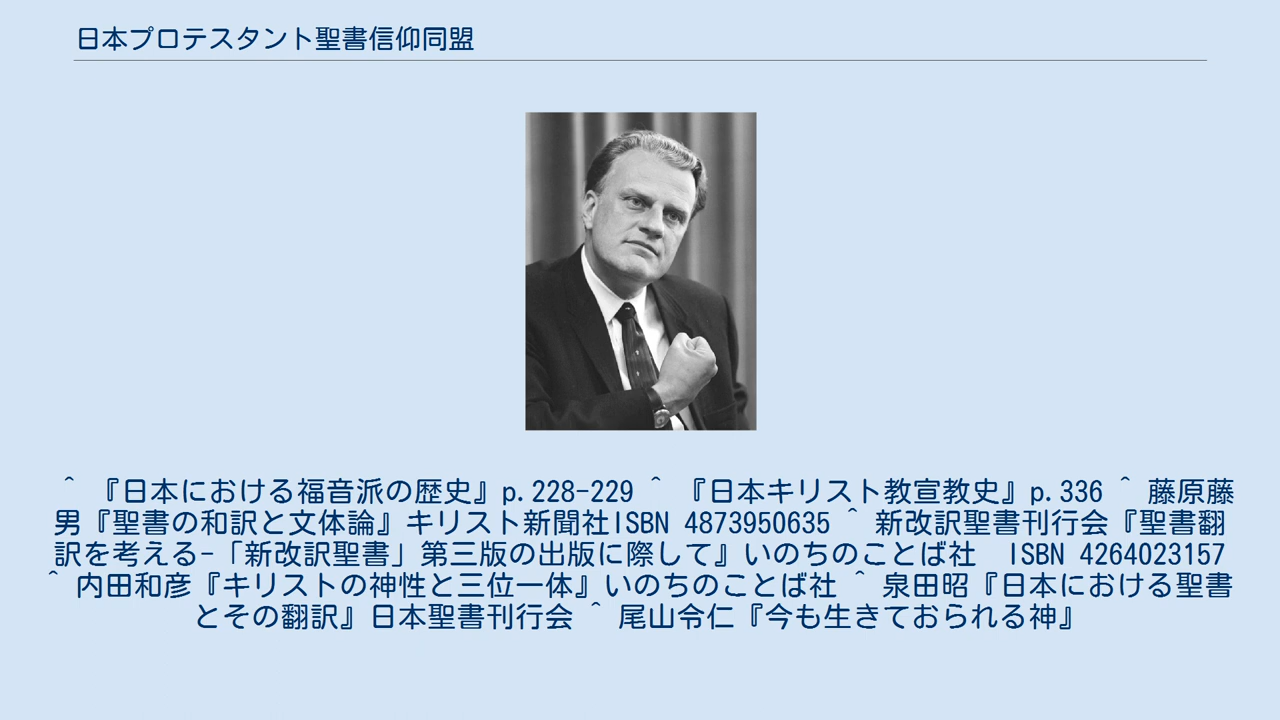 日本プロテスタント聖書信仰同盟
^ 『日本における福音派の歴史』p.228-229 ^ 『日本キリスト教宣教史』p.336 ^ 藤原藤
男『聖書の和訳と文体論』キリスト新聞社ISBN 4873950635 ^ 新改訳聖書刊行会『聖書翻
訳を考える-「新改訳聖書」第三版の出版に際して』いのちのことば社　ISBN 4264023157
^ 内田和彦『キリストの神性と三位一体』いのちのことば社 ^ 泉田昭『日本における聖書
とその翻訳』日本聖書刊行会 ^ 尾山令仁『今も生きておられる神』